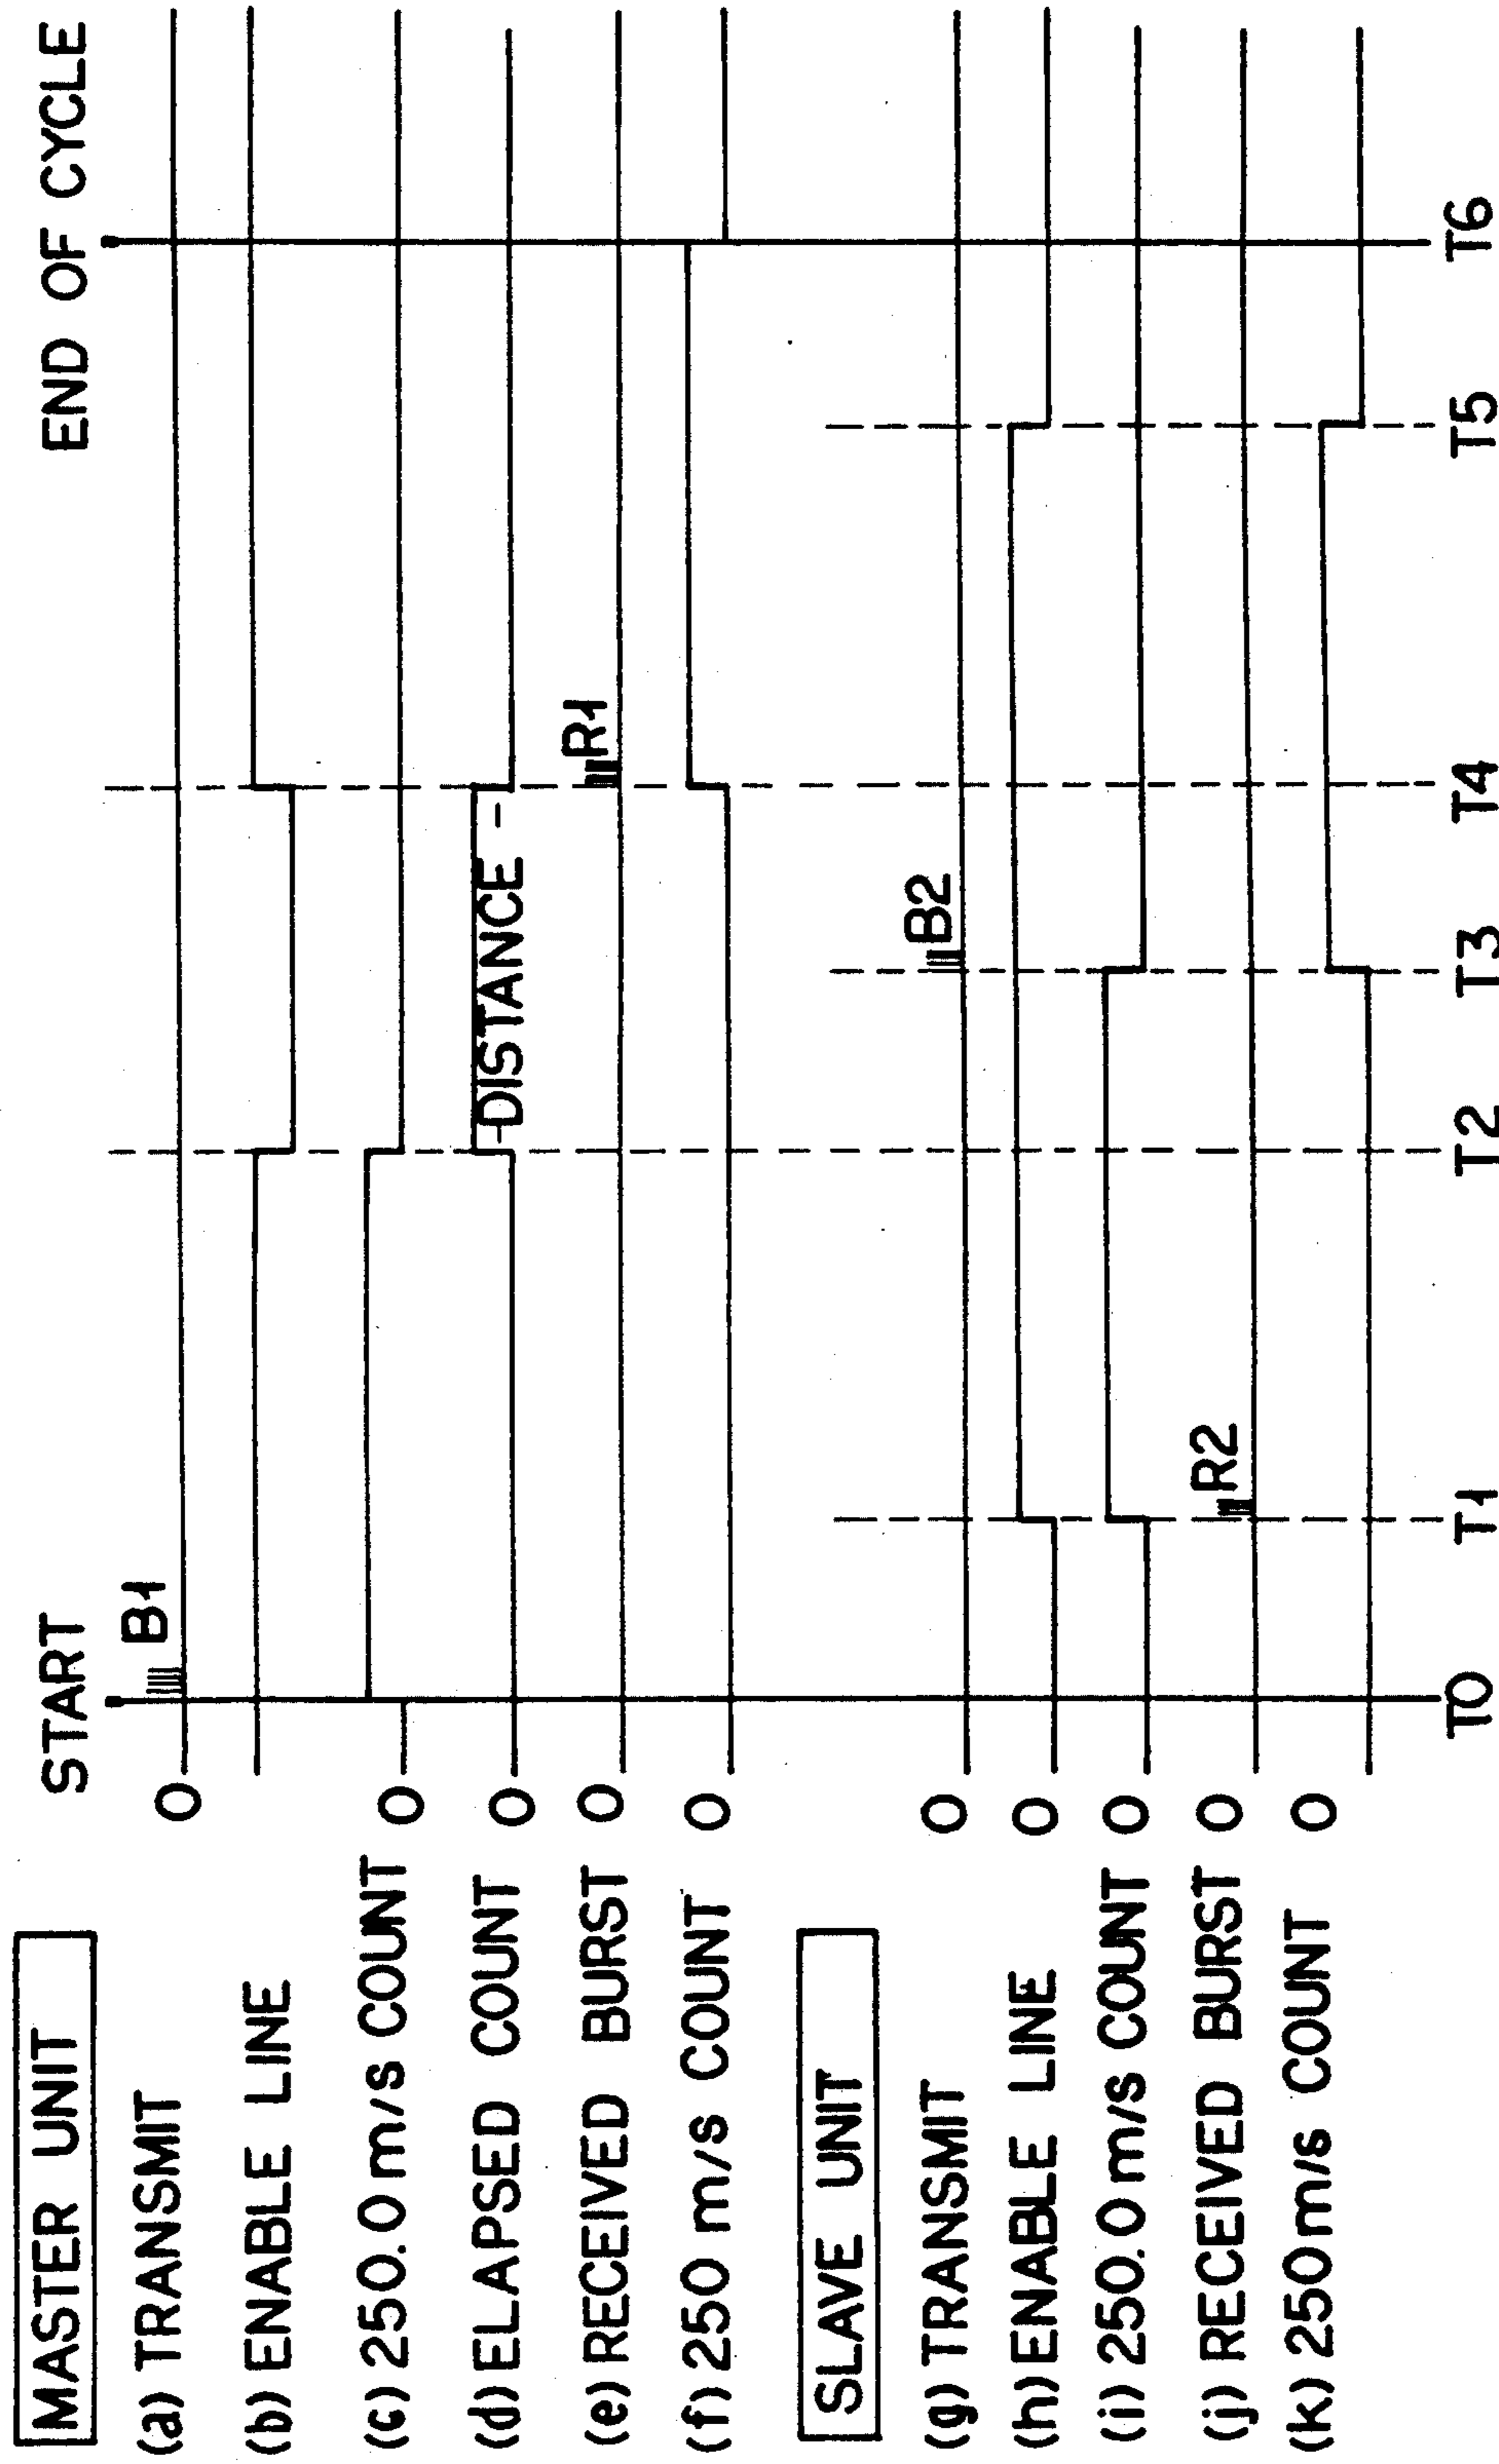 START
END OF CYCLE
MASTER UNIT
(a) TRANSMIT 0
B1
(b) ENABLE LINE
(c) 250.0 m/s COUNT 0
(d) ELAPSED COUNT 0
DISTANCE
(e) RECEIVED BURST 0
R1
(f) 250 m/s COUNT 0
SLAVE UNIT
(g) TRANSMIT 0
B2
(h) ENABLE LINE 0
(i) 250.0 m/s COUNT 0
(j) RECEIVED BURST 0
R2
(k) 250 m/s COUNT 0
T0 T1 T2 T3 T4 T5 T6